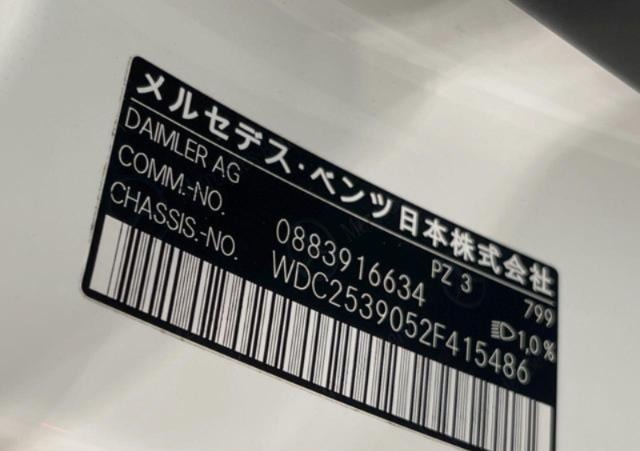 メルセデス・ベンツ日本株式会社
DAIMLER AG
COMM.-NO. 0883916634 PZ 3 799
CHASSIS.-NO. WDC2539052F415486 1,0 %